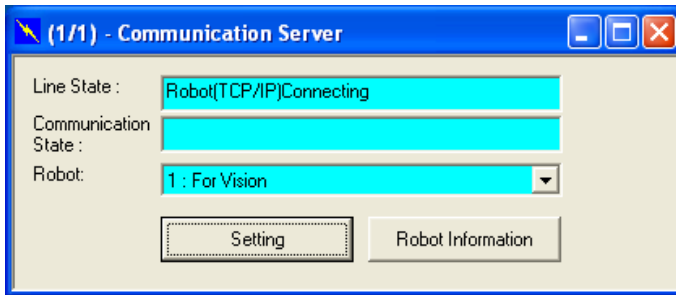 (1/1) - Communication Server
Line State :
Robot(TCP/IP)Connecting
Communication
State :
Robot:
1 : For Vision
Setting
Robot Information